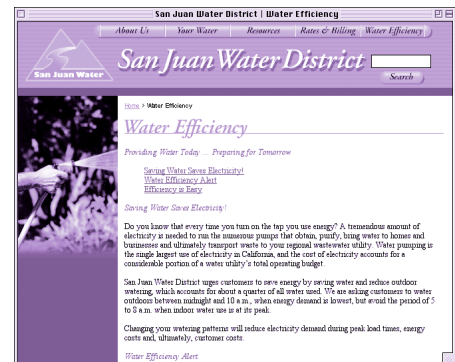 San Juan Water District | Water Efficiency
About Us Your Water Resources Rates & Billing Water Efficiency
San Juan Water District
San Juan Water
Search
Home > Water Efficiency
Water Efficiency
Providing Water Today ... Preparing for Tomorrow
Saving Water Saves Electricity!
Water Efficiency Alert
Efficiency is Easy
Saving Water Saves Electricity!
Do you know that every time you turn on the tap you use energy? A tremendous amount of
electricity is needed to run the numerous pumps that obtain, purify, bring water to homes and
businesses and ultimately transport waste to your regional wastewater utility. Water pumping is
the single largest use of electricity in California, and the cost of electricity accounts for a
considerable portion of a water utility's total operating budget.
San Juan Water District urges customers to save energy by saving water and reduce outdoor
watering, which accounts for about a quarter of all water used. We are asking customers to water
outdoors between midnight and 10 a.m., when energy demand is lowest, but avoid the period of 5
to 8 a.m. when indoor water use is at its peak.
Changing your watering patterns will reduce electricity demand during peak load times, energy
costs and, ultimately, customer costs.
Water Efficiency Alert